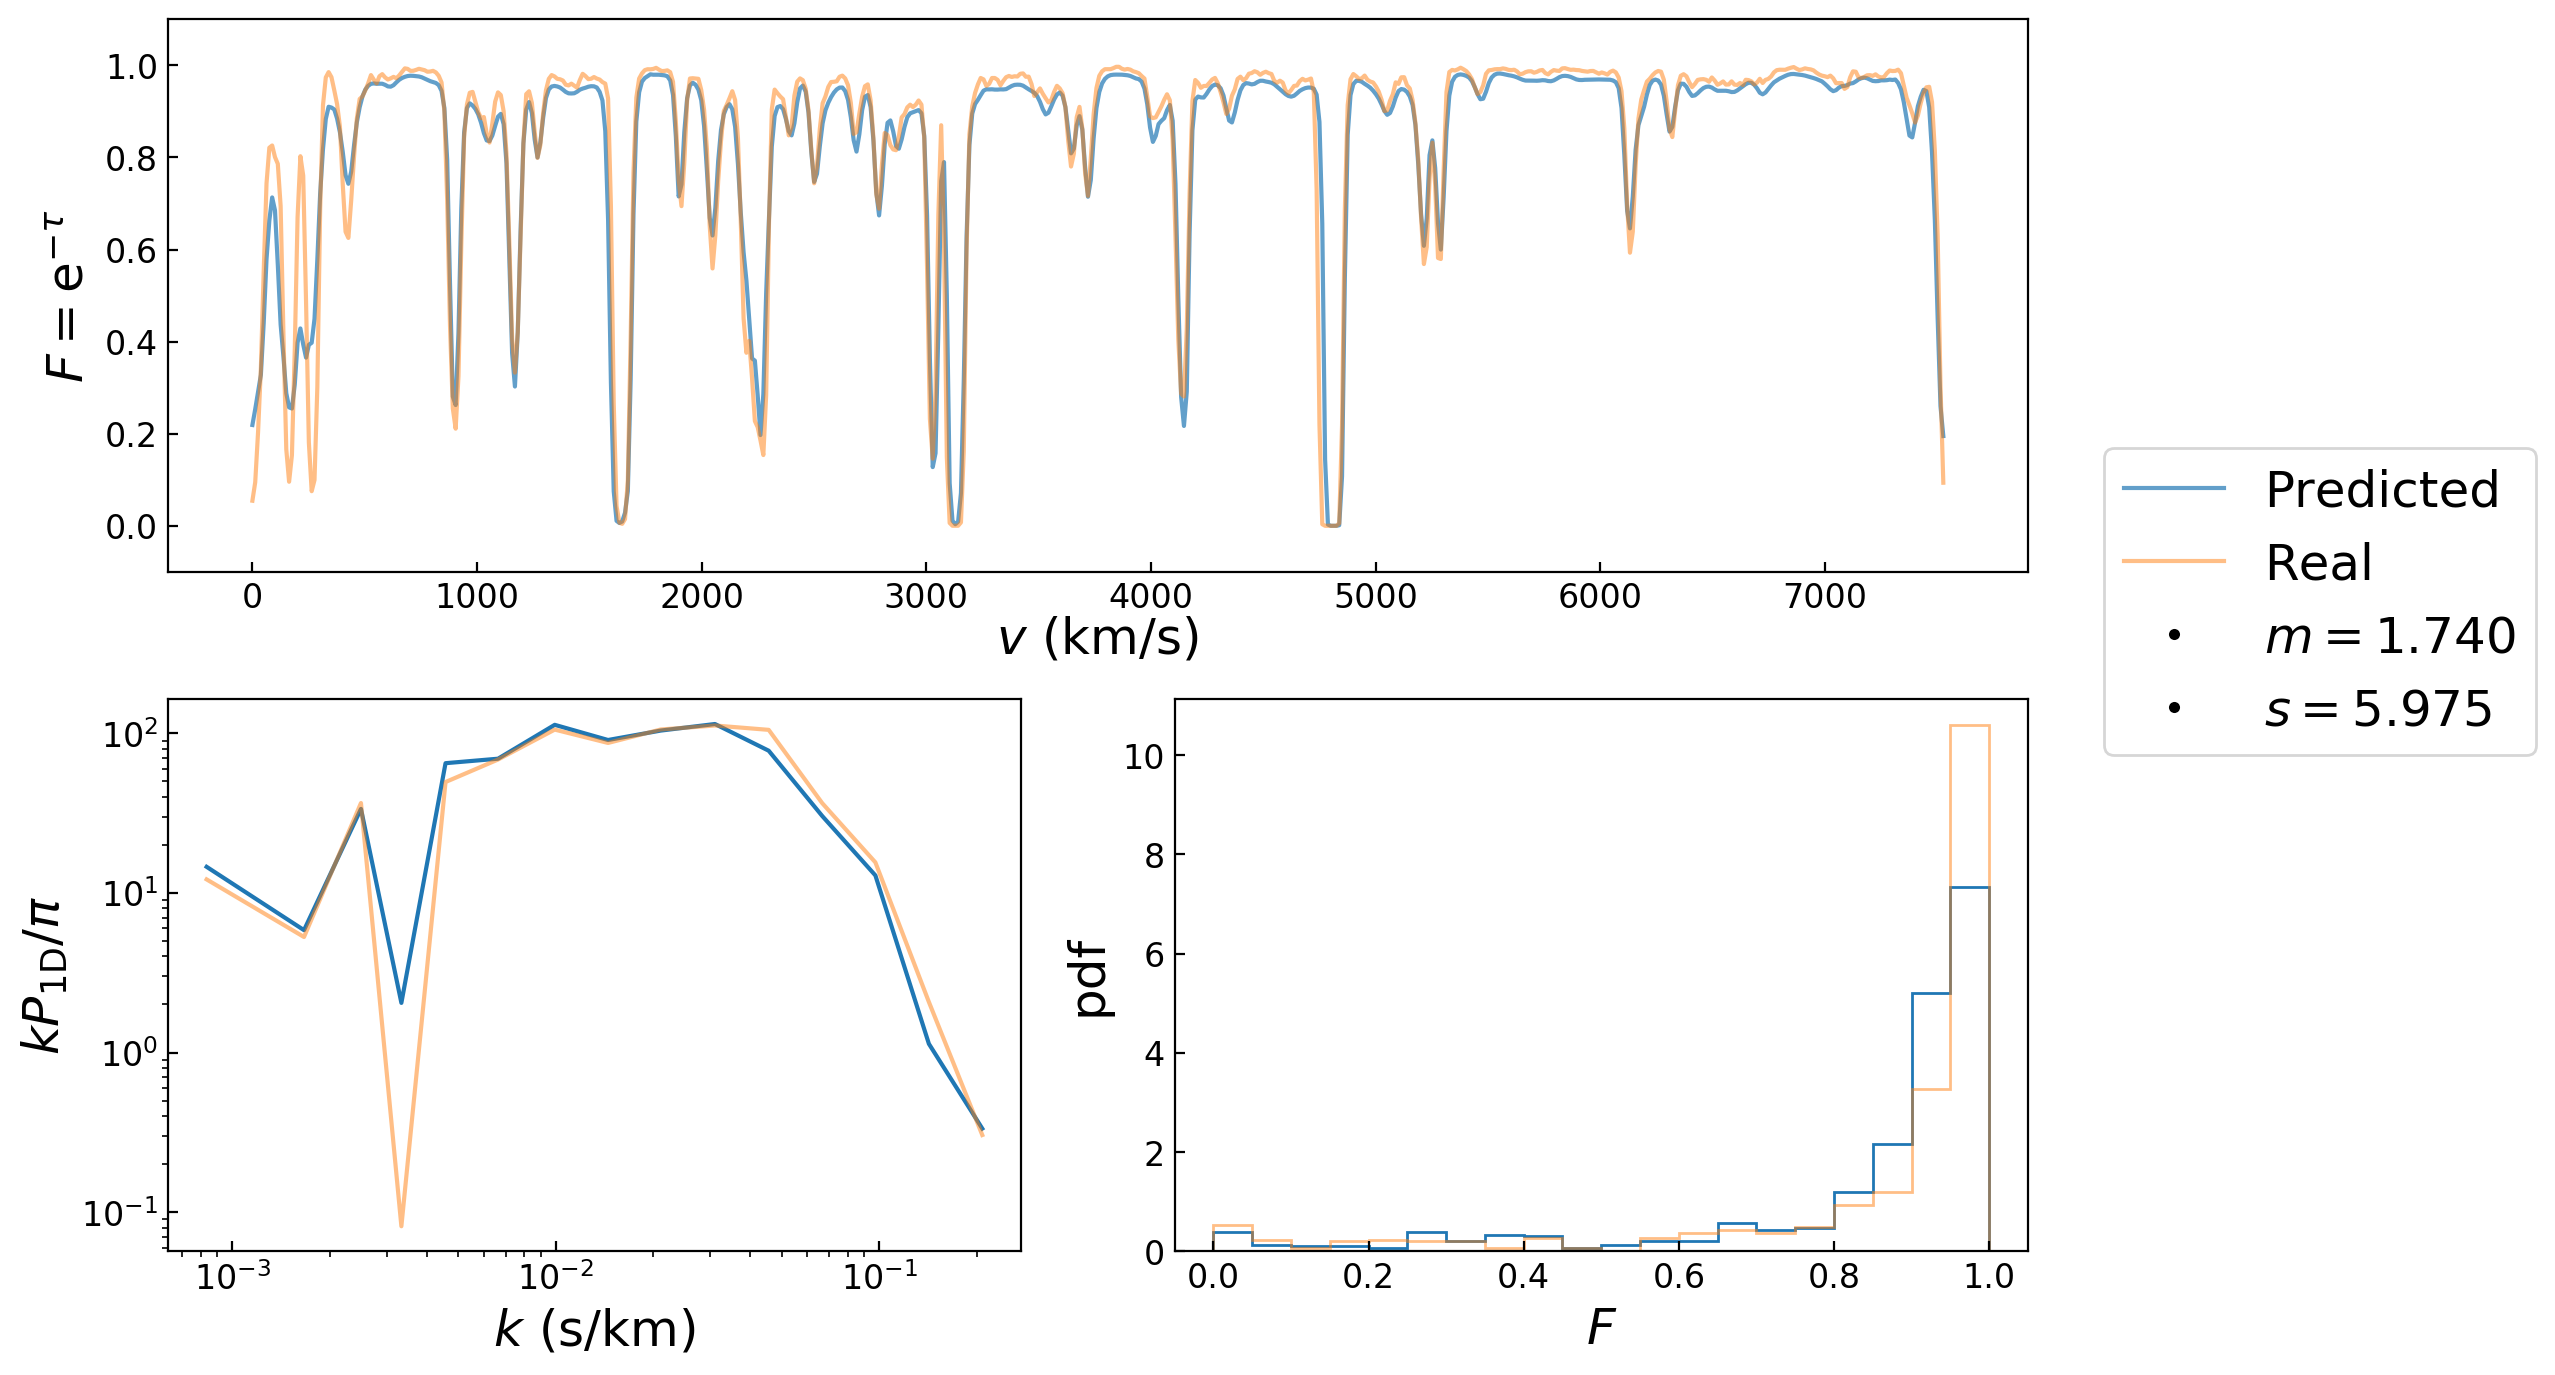 1.0
0.8
0.6
0.4
0.2
0.0
F = e^{-τ}
0 1000 2000 3000 4000 5000 6000 7000
v (km/s)
Predicted
Real
m = 1.740
s = 5.975
10^2
10^1
10^0
10^{-1}
kP_{1D}/π
10^{-3} 10^{-2} 10^{-1}
k (s/km)
10
8
6
4
2
0
pdf
0.0 0.2 0.4 0.6 0.8 1.0
F